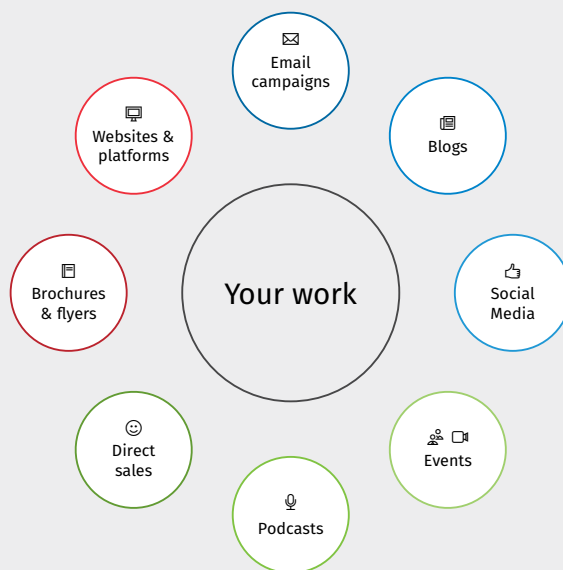 Email
campaigns
Websites &
platforms
Blogs
Your work
Brochures
& flyers
Social
Media
Direct
sales
Events
Podcasts